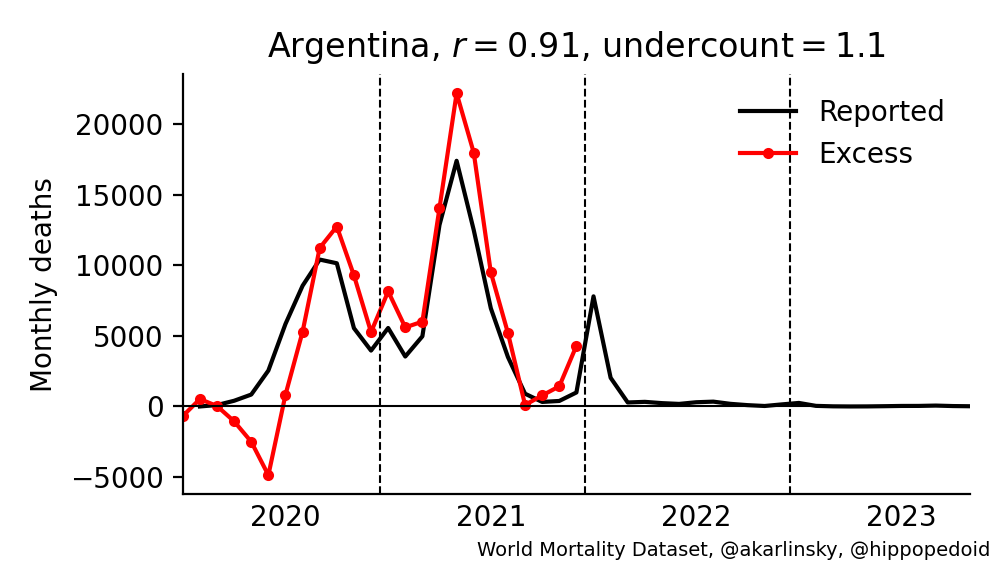 Argentina, r = 0.91, undercount = 1.1
Reported
Excess
Monthly deaths
20000
15000
10000
5000
0
−5000
2020 2021 2022 2023
World Mortality Dataset, @akarlinsky, @hippopedoid